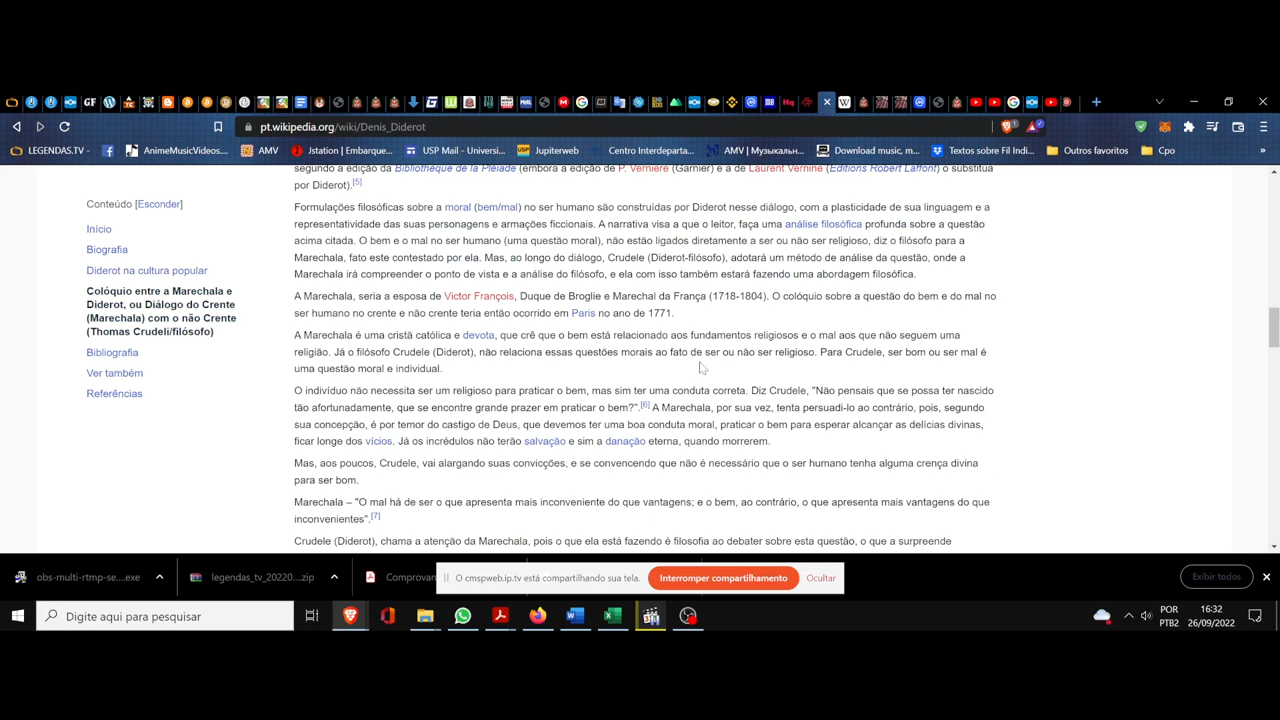 pt.wikipedia.org/wiki/Denis_Diderot
LEGENDAS.TV
AnimeMusicVideos...
AMV
Jstation | Embarque...
USP Mail - Universi...
Jupiterweb
Centro Interdeparta...
AMV | Музыкальн...
Download music, m...
Textos sobre Fil Indi...
Outros favoritos
Cpo
segundo a edição da Bibliothèque de la Pléiade (embora a edição de P. Vernière (Garnier) e a de Laurent Vernine (Éditions Robert Laffont) o substitua
por Diderot).[5]
Formulações filosóficas sobre a moral (bem/mal) no ser humano são construídas por Diderot nesse diálogo, com a plasticidade de sua linguagem e a
representatividade das suas personagens e armações ficcionais. A narrativa visa a que o leitor, faça uma análise filosófica profunda sobre a questão
acima citada. O bem e o mal no ser humano (uma questão moral), não estão ligados diretamente a ser ou não ser religioso, diz o filósofo para a
Marechala, fato este contestado por ela. Mas, ao longo do diálogo, Crudele (Diderot-filósofo), adotará um método de análise da questão, onde a
Marechala irá compreender o ponto de vista e a análise do filósofo, e ela com isso também estará fazendo uma abordagem filosófica.
A Marechala, seria a esposa de Victor François, Duque de Broglie e Marechal da França (1718-1804). O colóquio sobre a questão do bem e do mal no
ser humano no crente e não crente teria então ocorrido em Paris no ano de 1771.
A Marechala é uma cristã católica e devota, que crê que o bem está relacionado aos fundamentos religiosos e o mal aos que não seguem uma
religião. Já o filósofo Crudele (Diderot), não relaciona essas questões morais ao fato de ser ou não ser religioso. Para Crudele, ser bom ou ser mal é
uma questão moral e individual.
O indivíduo não necessita ser um religioso para praticar o bem, mas sim ter uma conduta correta. Diz Crudele, "Não pensais que se possa ter nascido
tão afortunadamente, que se encontre grande prazer em praticar o bem?".[6] A Marechala, por sua vez, tenta persuadi-lo ao contrário, pois, segundo
sua concepção, é por temor do castigo de Deus, que devemos ter uma boa conduta moral, praticar o bem para esperar alcançar as delícias divinas,
ficar longe dos vícios. Já os incrédulos não terão salvação e sim a danação eterna, quando morrerem.
Mas, aos poucos, Crudele, vai alargando suas convicções, e se convencendo que não é necessário que o ser humano tenha alguma crença divina
para ser bom.
Marechala – "O mal há de ser o que apresenta mais inconveniente do que vantagens; e o bem, ao contrário, o que apresenta mais vantagens do que
inconvenientes".[7]
Crudele (Diderot), chama a atenção da Marechala, pois o que ela está fazendo é filosofia ao debater sobre esta questão, o que a surpreende
Conteúdo [Esconder]
Início
Biografia
Diderot na cultura popular
Colóquio entre a Marechala e
Diderot, ou Diálogo do Crente
(Marechala) com o não Crente
(Thomas Crudeli/filósofo)
Bibliografia
Ver também
Referências
obs-multi-rtmp-se....exe
legendas_tv_20220....zip
Comprovan
O cmspweb.ip.tv está compartilhando sua tela.
Interromper compartilhamento
Ocultar
Exibir todos
Digite aqui para pesquisar
POR
PTB2
16:32
26/09/2022